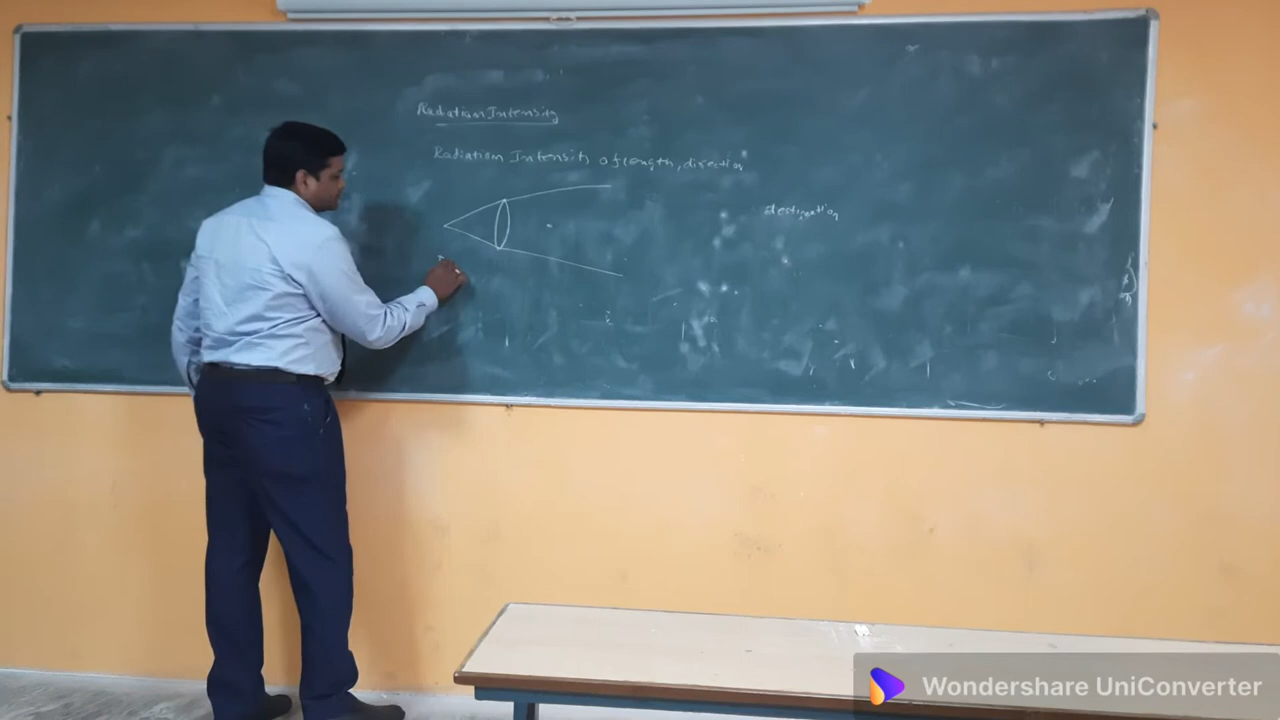 Radiation Intensity
Radiation Intensity of length, direction
destination
Wondershare UniConverter